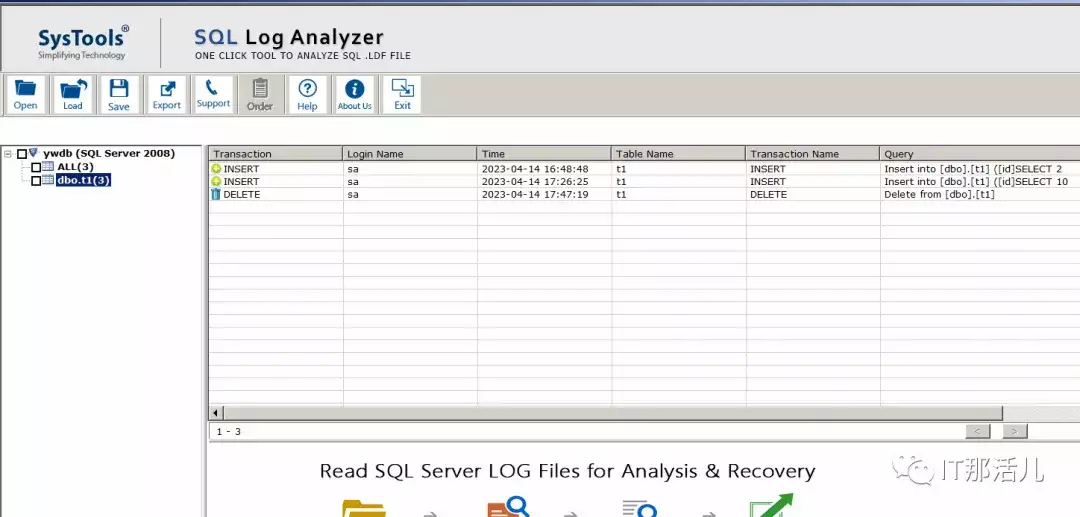 SysTools®
Simplifying Technology
SQL Log Analyzer
ONE CLICK TOOL TO ANALYZE SQL .LDF FILE
Open Load Save Export Support Order Help About Us Exit
ywdb (SQL Server 2008)
ALL(3)
dbo.t1(3)
Transaction Login Name Time Table Name Transaction Name Query
INSERT sa 2023-04-14 16:48:48 t1 INSERT Insert into [dbo].[t1] ([id]SELECT 2
INSERT sa 2023-04-14 17:26:25 t1 INSERT Insert into [dbo].[t1] ([id]SELECT 10
DELETE sa 2023-04-14 17:47:19 t1 DELETE Delete from [dbo].[t1]
1 - 3 < >
Read SQL Server LOG Files for Analysis & Recovery
IT那活儿